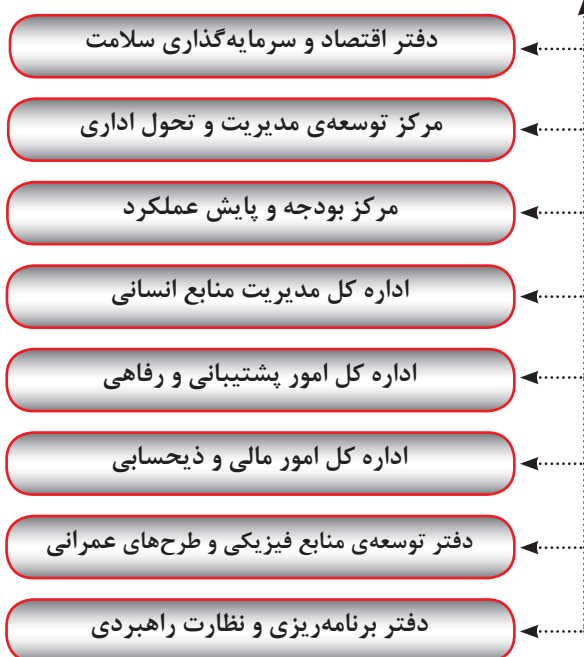 دفتر اقتصاد و سرمایه‌گذاری سلامت
مرکز توسعه‌ی مدیریت و تحول اداری
مرکز بودجه و پایش عملکرد
اداره کل مدیریت منابع انسانی
اداره کل امور پشتیبانی و رفاهی
اداره کل امور مالی و ذیحسابی
دفتر توسعه‌ی منابع فیزیکی و طرح‌های عمرانی
دفتر برنامه‌ریزی و نظارت راهبردی